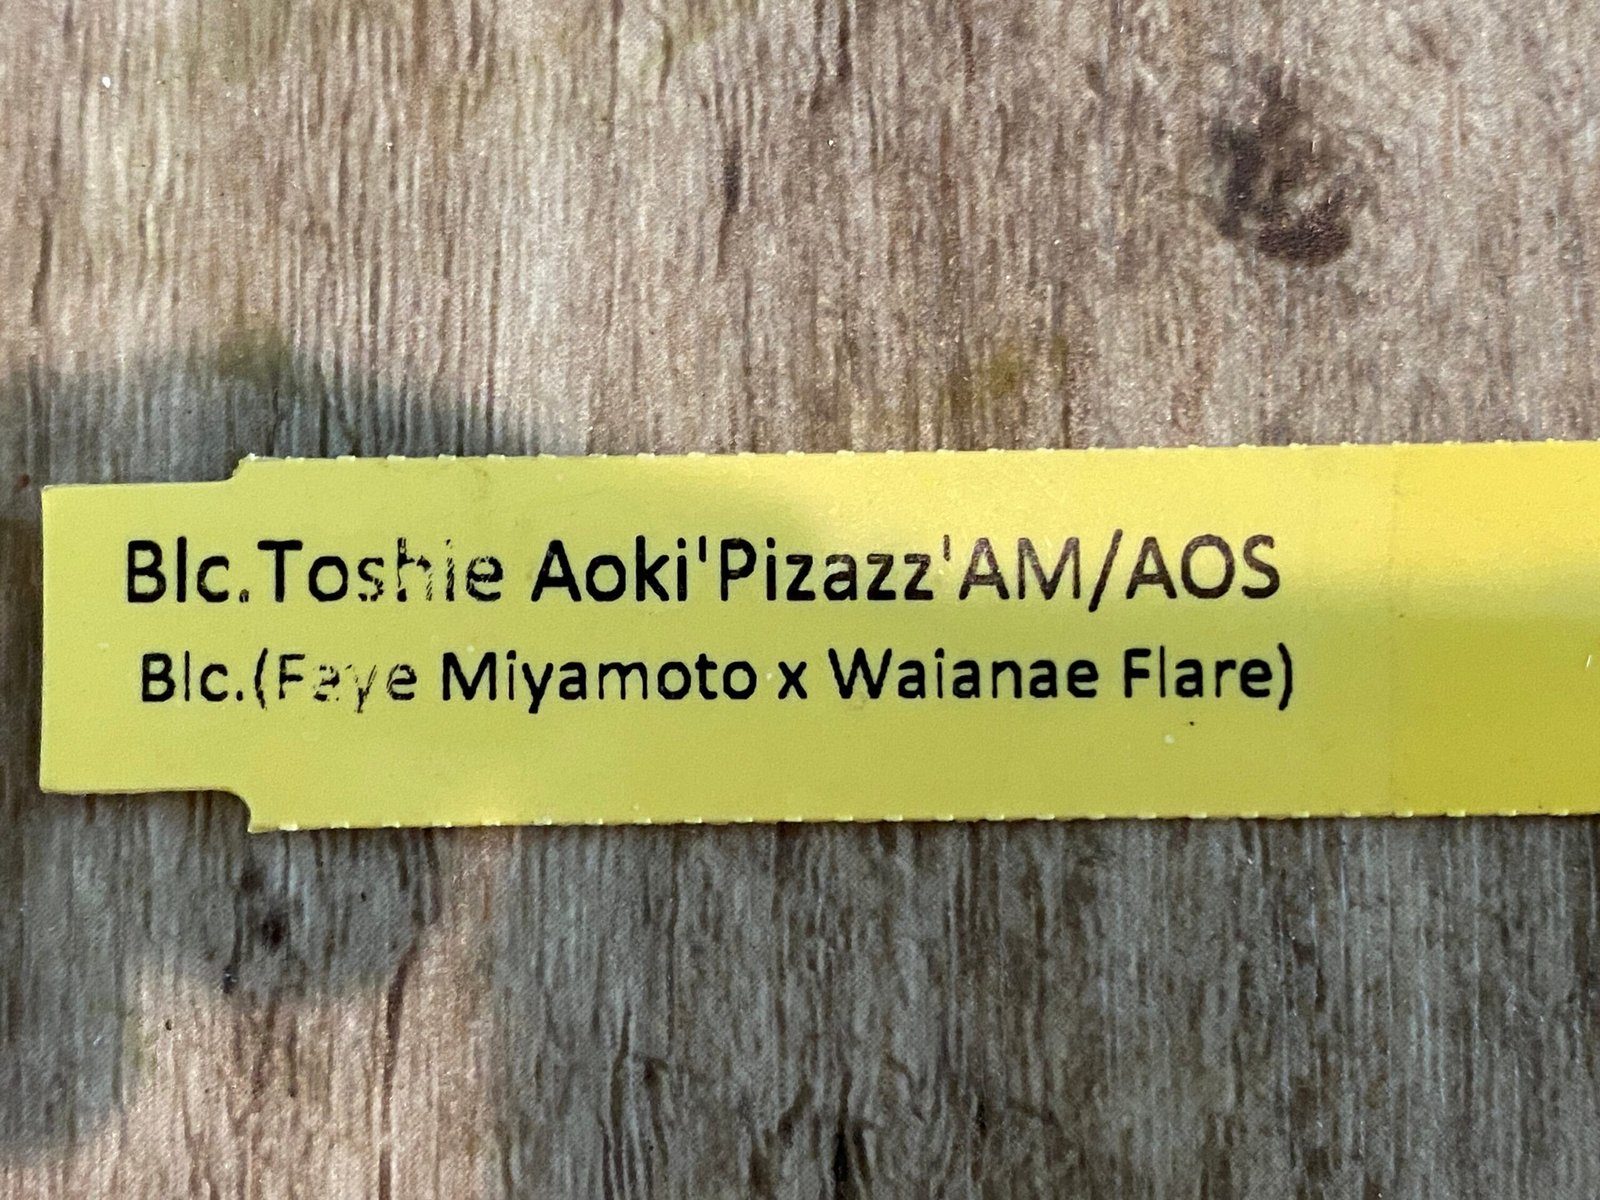 Blc.Toshie Aoki'Pizazz'AM/AOS
Blc.(Faye Miyamoto x Waianae Flare)